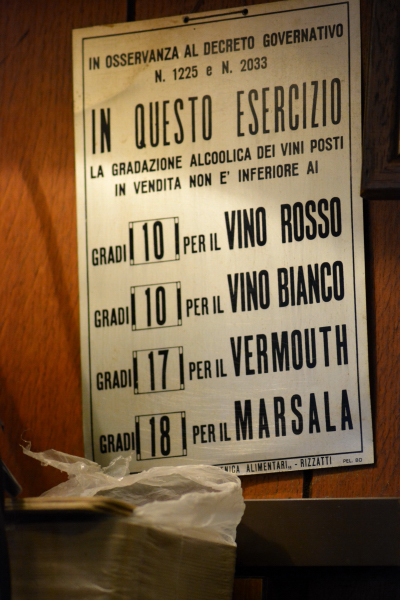 IN OSSERVANZA AL DECRETO GOVERNATIVO
N. 1225 e N. 2033
IN QUESTO ESERCIZIO
LA GRADAZIONE ALCOOLICA DEI VINI POSTI
IN VENDITA NON E' INFERIORE AI
GRADI 10 PER IL VINO ROSSO
GRADI 10 PER IL VINO BIANCO
GRADI 17 PER IL VERMOUTH
GRADI 18 PER IL MARSALA
ALIMENTARI" - RIZZATTI